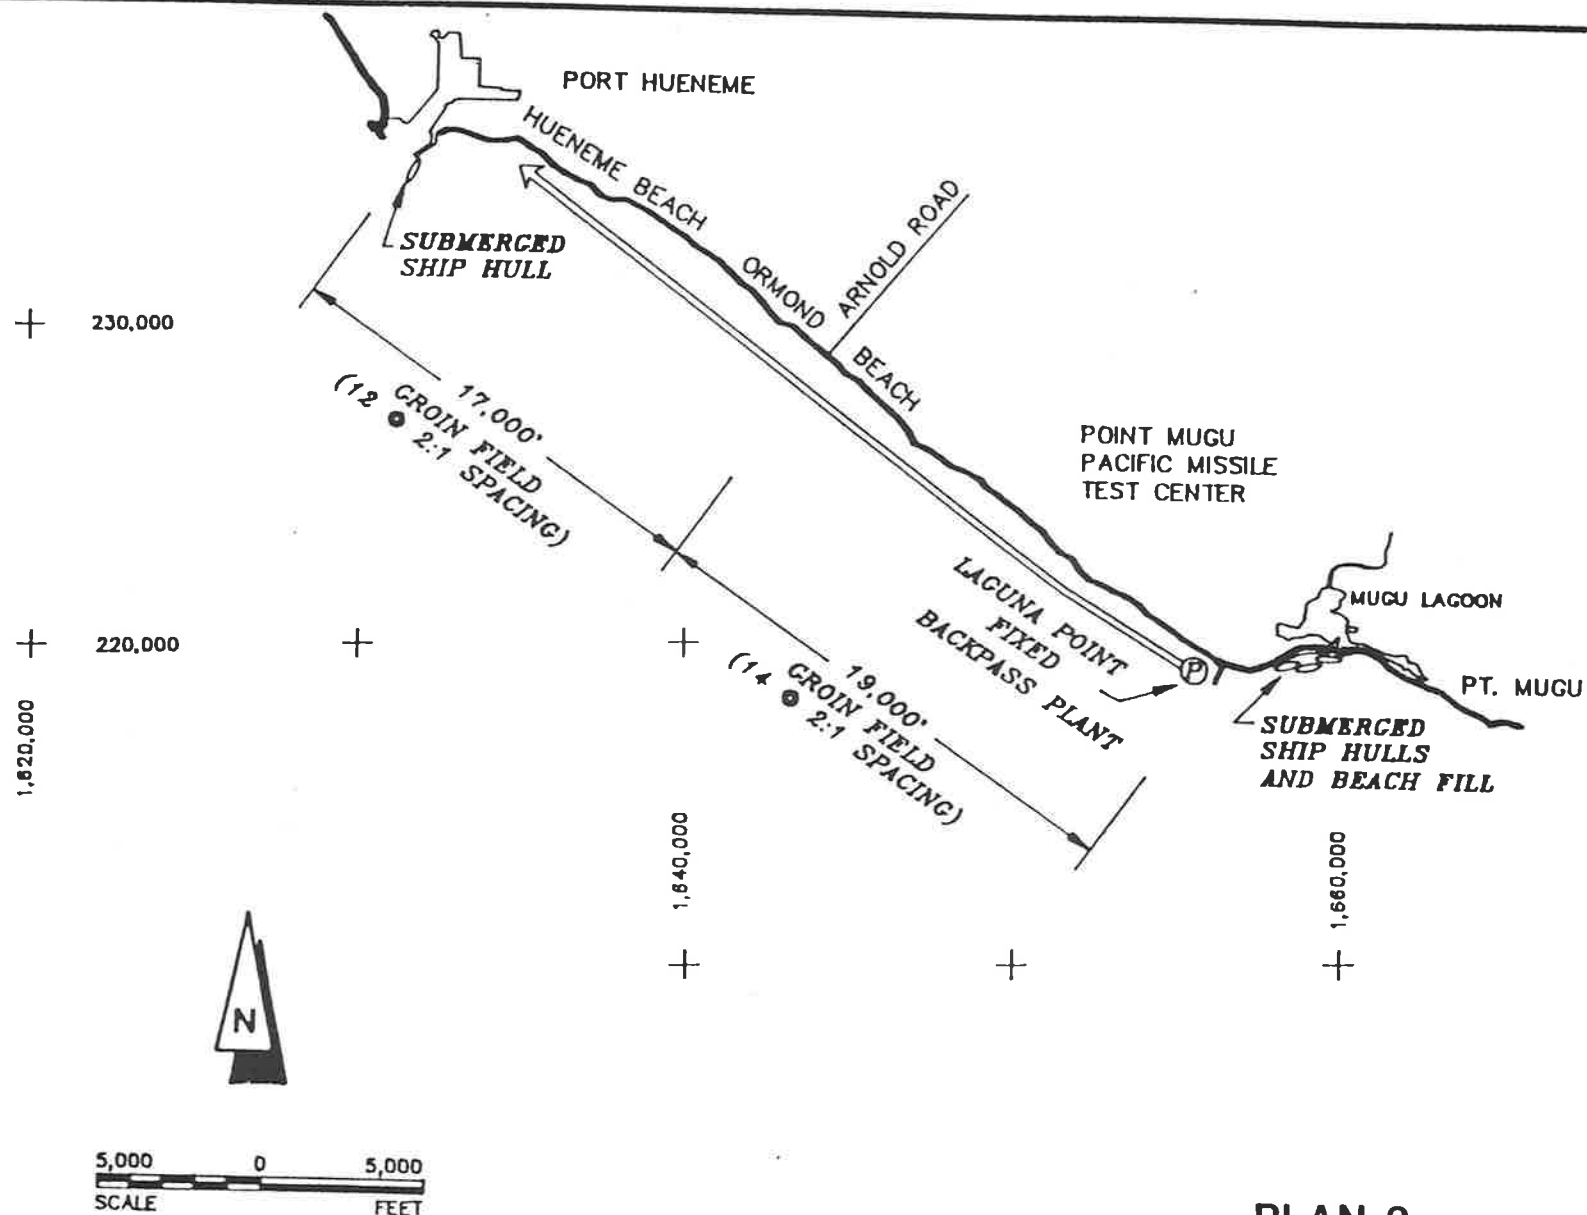 PORT HUENEME
HUENEME BEACH
SUBMERGED
SHIP HULL
ORMOND BEACH
ARNOLD ROAD
230,000
17,000'
GROIN FIELD
(12 @ 2:1 SPACING)
POINT MUGU
PACIFIC MISSILE
TEST CENTER
LAGUNA POINT
FIXED
BACKPASS PLANT
MUGU LAGOON
P
PT. MUGU
220,000
19,000'
GROIN FIELD
(14 @ 2:1 SPACING)
SUBMERGED
SHIP HULLS
AND BEACH FILL
1,620,000
1,640,000
1,660,000
N
5,000 0 5,000
SCALE FEET